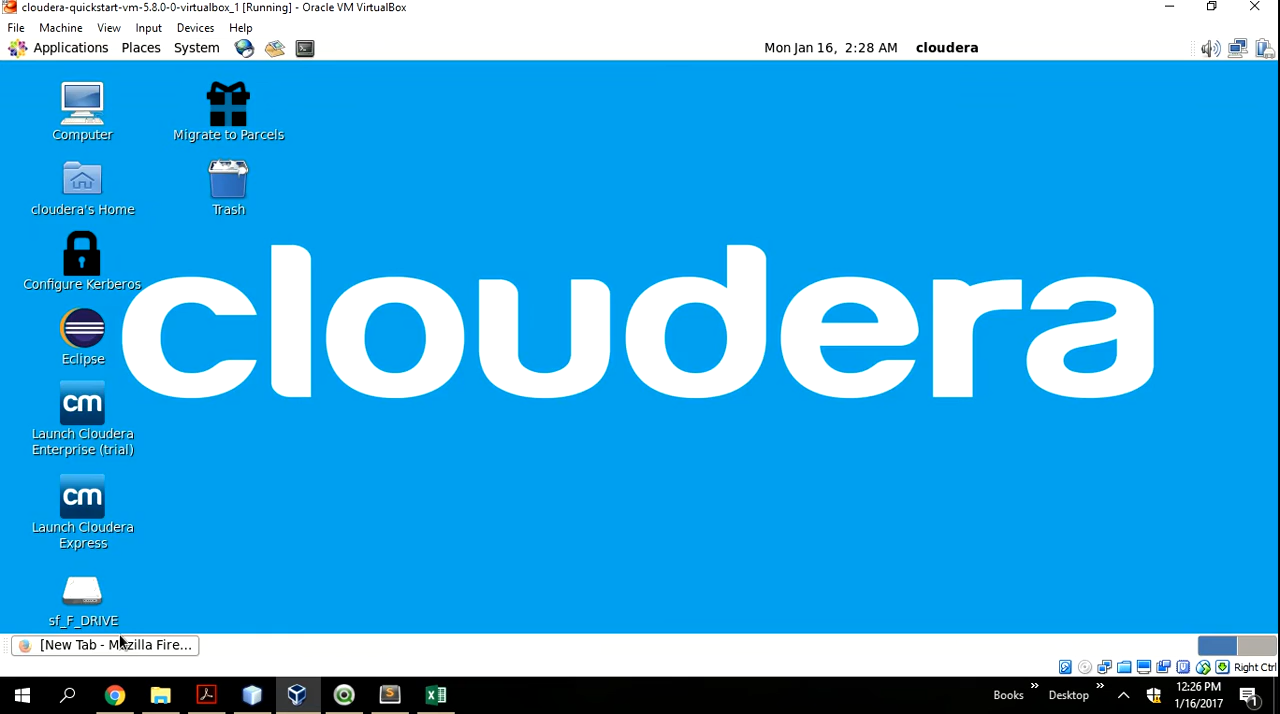 cloudera-quickstart-vm-5.8.0-0-virtualbox_1 [Running] - Oracle VM VirtualBox
File Machine View Input Devices Help
Applications Places System Mon Jan 16, 2:28 AM cloudera
Computer
Migrate to Parcels
cloudera's Home
Trash
Configure Kerberos
cloudera
Eclipse
cm
Launch Cloudera
Enterprise (trial)
cm
Launch Cloudera
Express
sf_F_DRIVE
[New Tab - Mozilla Fire...
Right Ctrl
Books » Desktop » 12:26 PM
1/16/2017
1